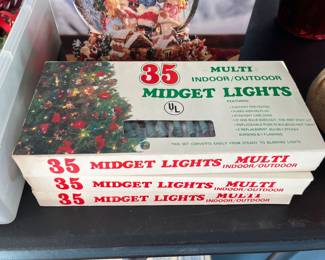 35 MULTI
INDOOR/OUTDOOR
MIDGET LIGHTS
UL
FEATURES:
THIS SET CONVERTS EASILY FROM STEADY TO BLINKING LIGHTS
35 MIDGET LIGHTS MULTI
INDOOR/OUTDOOR
35 MIDGET LIGHTS MULTI
INDOOR/OUTDOOR
35 MIDGET LIGHTS MULTI
INDOOR/OUTDOOR